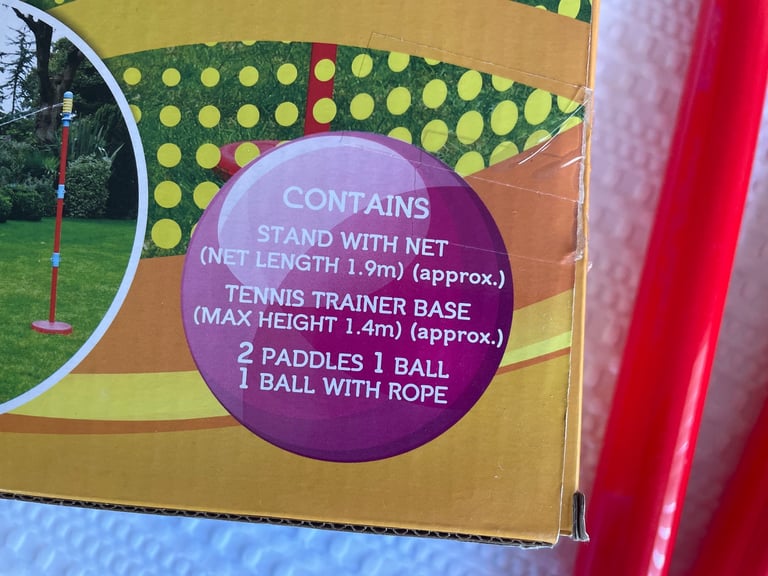 CONTAINS
STAND WITH NET
(NET LENGTH 1.9m) (approx.)
TENNIS TRAINER BASE
(MAX HEIGHT 1.4m) (approx.)
2 PADDLES 1 BALL
1 BALL WITH ROPE